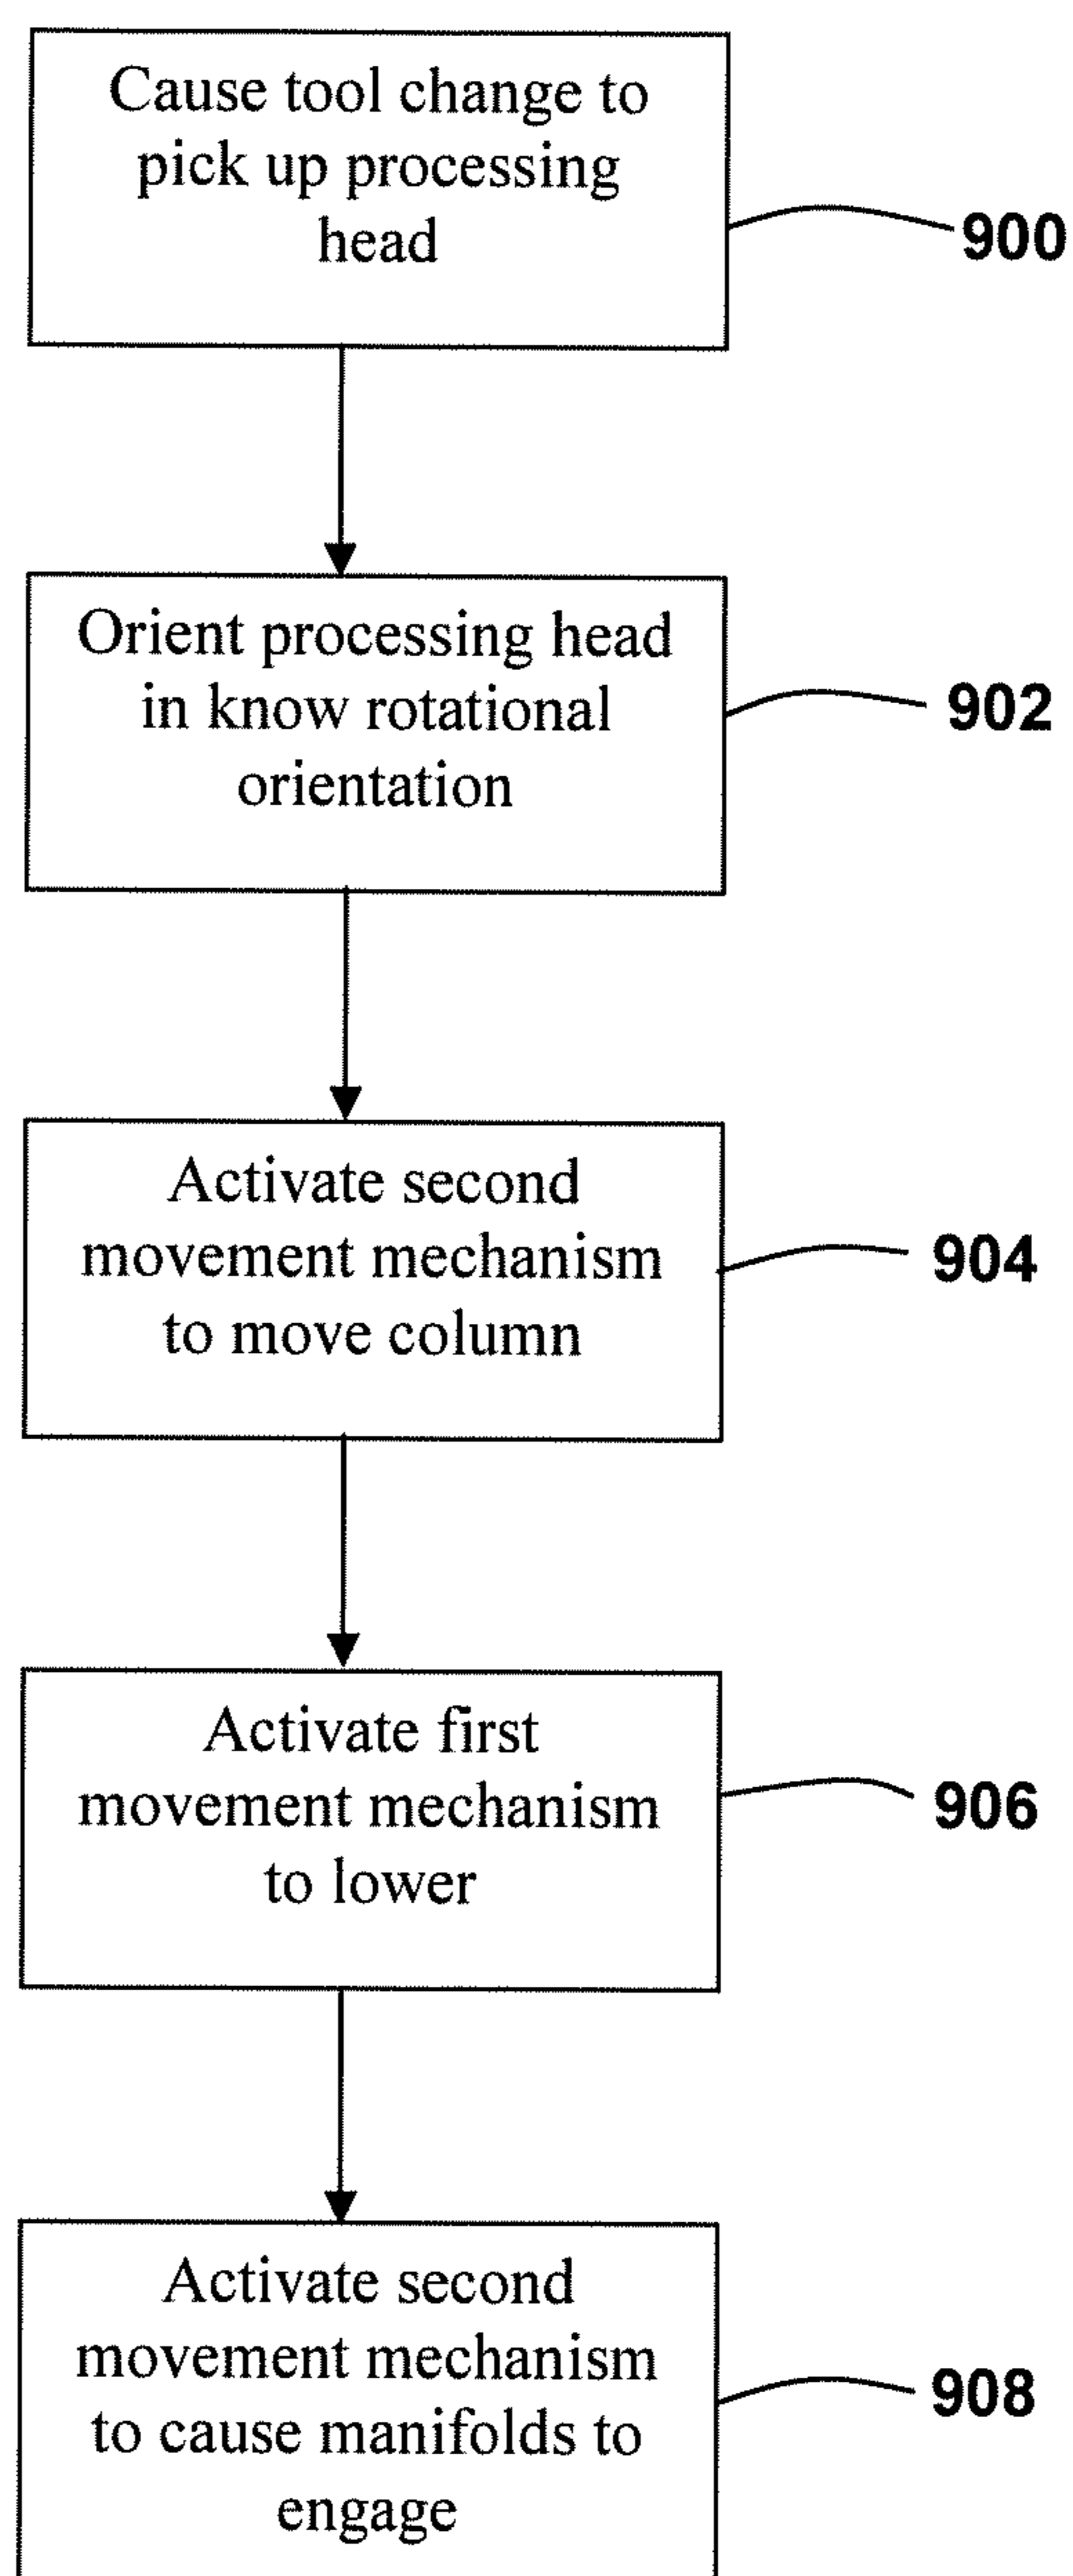 Cause tool change to
pick up processing
head
900
Orient processing head
in know rotational
orientation
902
Activate second
movement mechanism
to move column
904
Activate first
movement mechanism
to lower
906
Activate second
movement mechanism
to cause manifolds to
engage
908